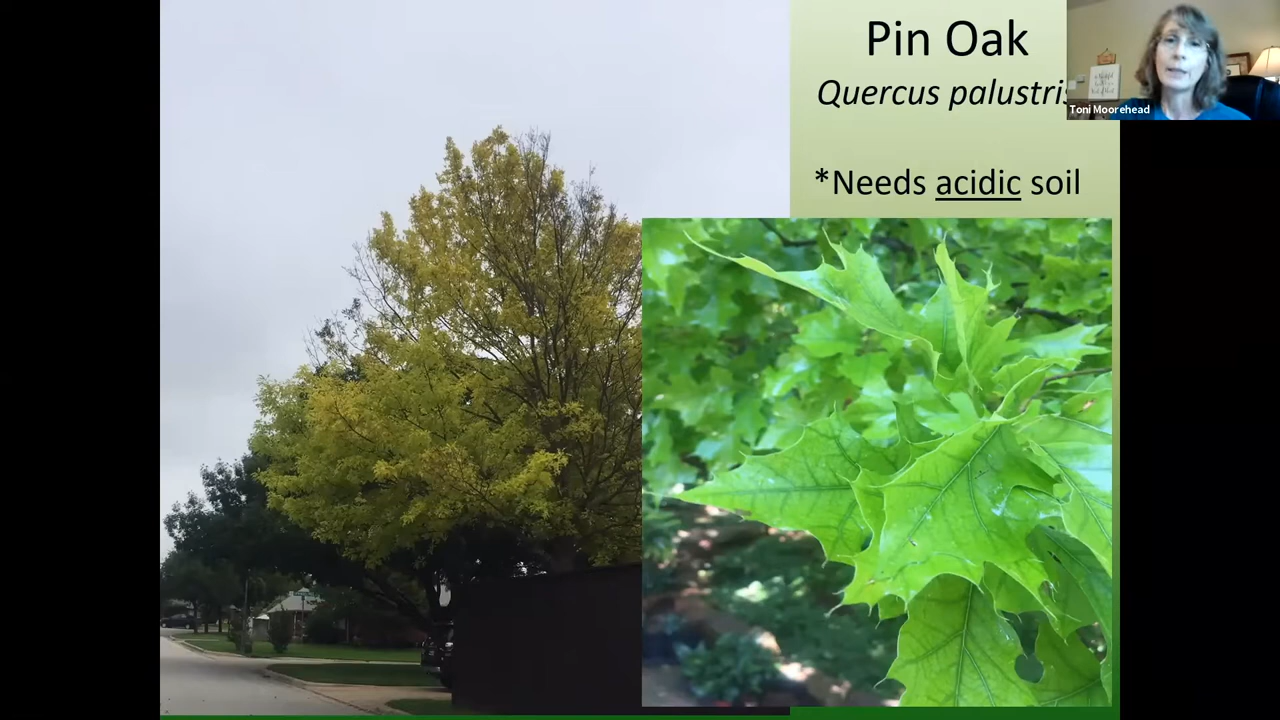 Pin Oak
Quercus palustris
*Needs acidic soil
Toni Moorehead